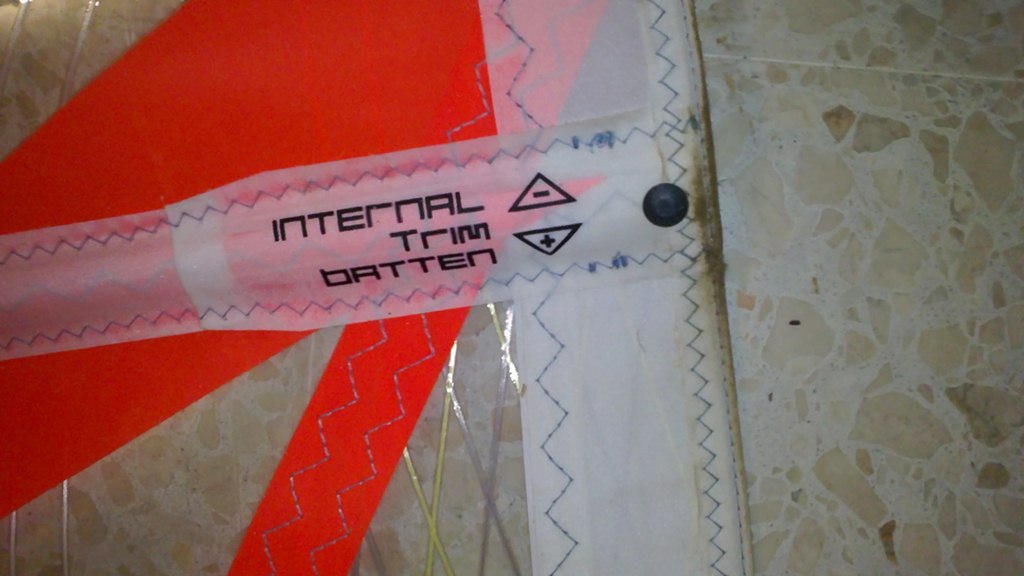 INTERNAL
TRIM
BATTEN
-
+